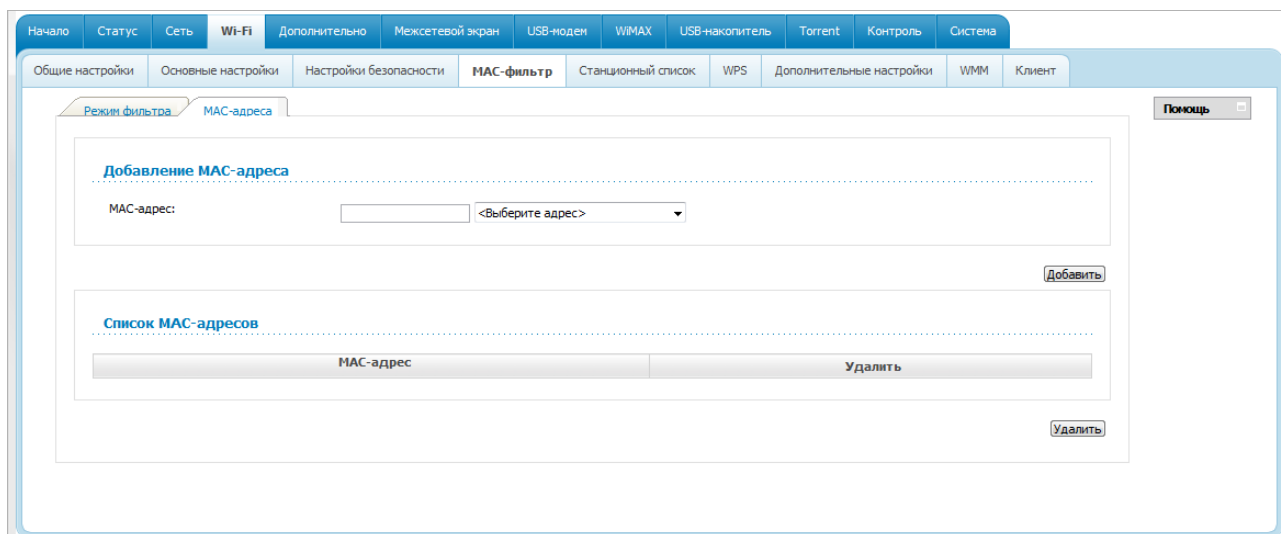 Начало Статус Сеть Wi-Fi Дополнительно Межсетевой экран USB-модем WiMAX USB-накопитель Torrent Контроль Система
Общие настройки Основные настройки Настройки безопасности MAC-фильтр Станционный список WPS Дополнительные настройки WMM Клиент
Режим фильтра MAC-адреса Помощь
Добавление MAC-адреса
MAC-адрес: <Выберите адрес>
Добавить
Список MAC-адресов
MAC-адрес Удалить
Удалить